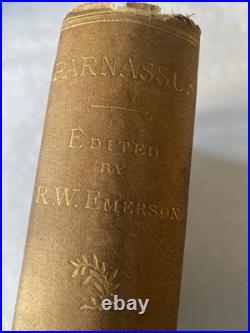 PARNASSUS
EDITED
BY
R.W. EMERSON